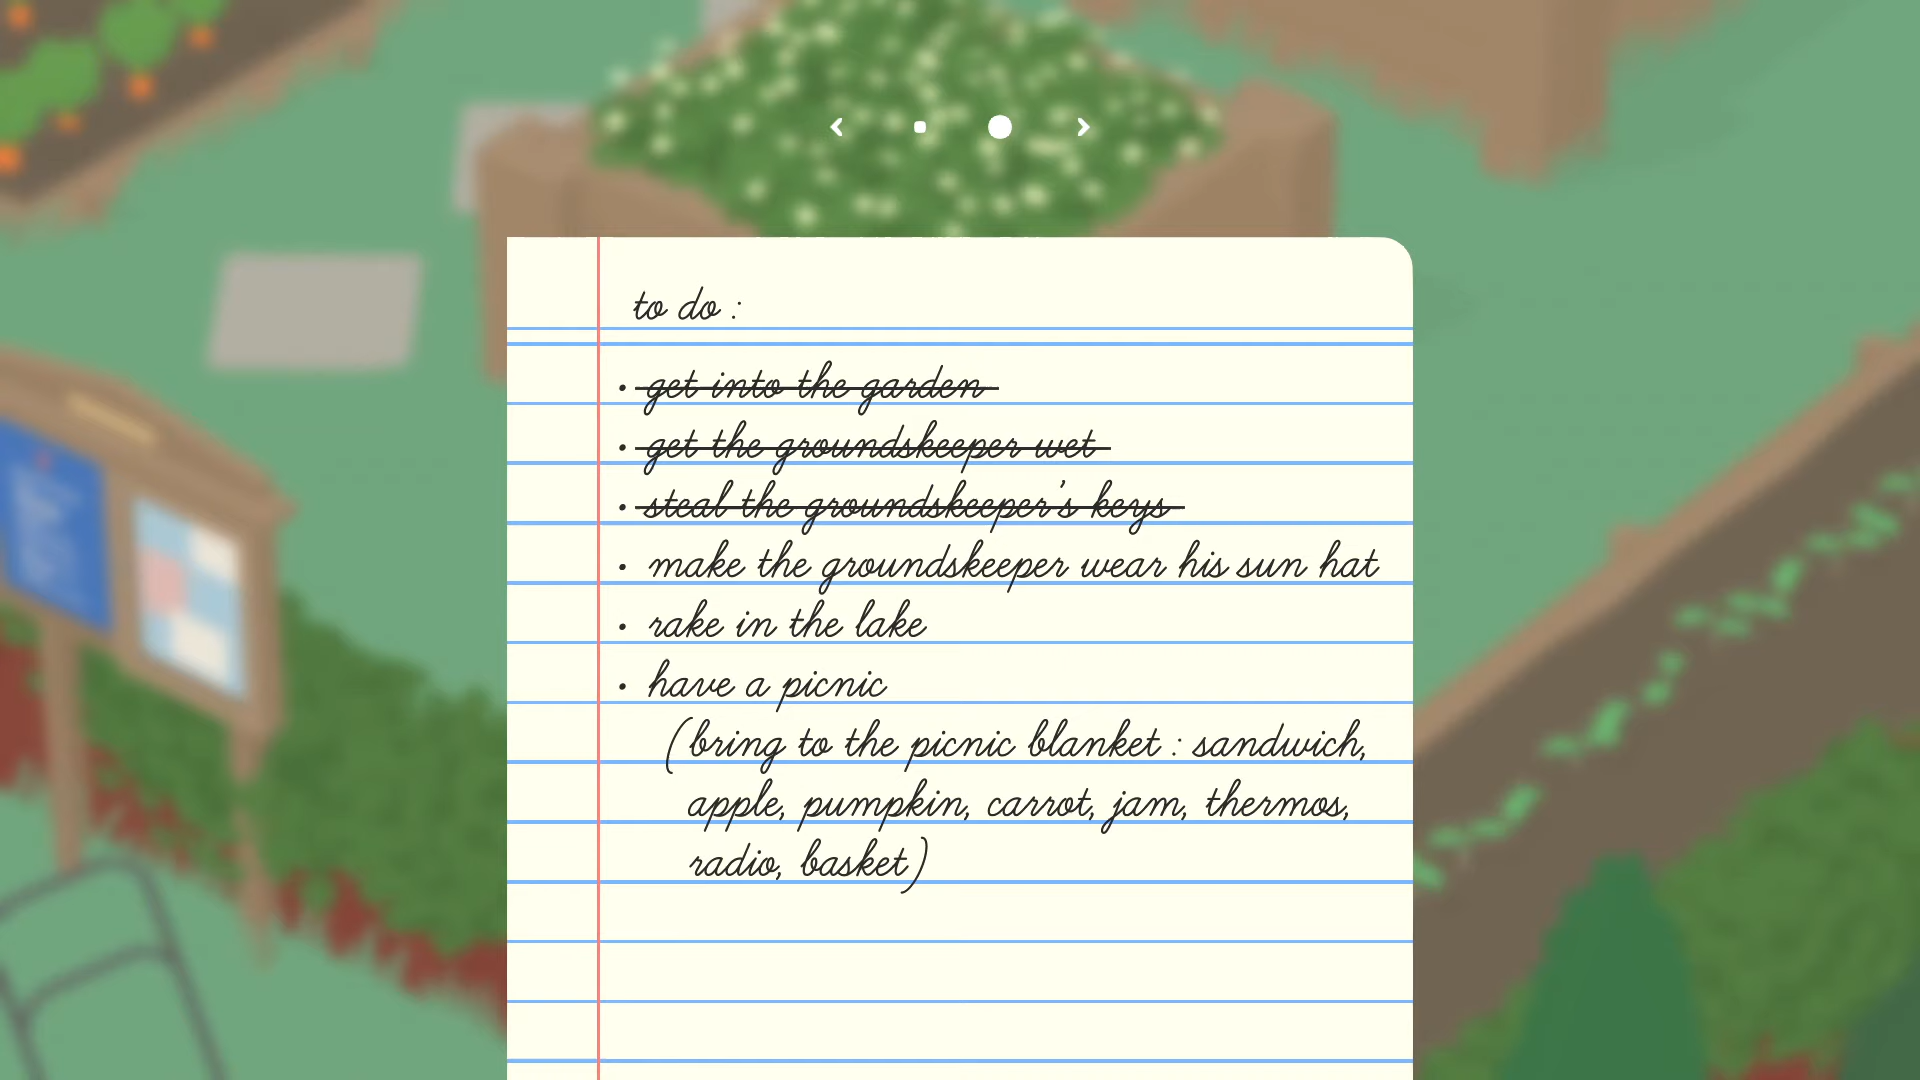 to do :
• get into the garden
• get the groundskeeper wet
• steal the groundskeeper's keys
• make the groundskeeper wear his sun hat
• rake in the lake
• have a picnic
(bring to the picnic blanket : sandwich,
apple, pumpkin, carrot, jam, thermos,
radio, basket)